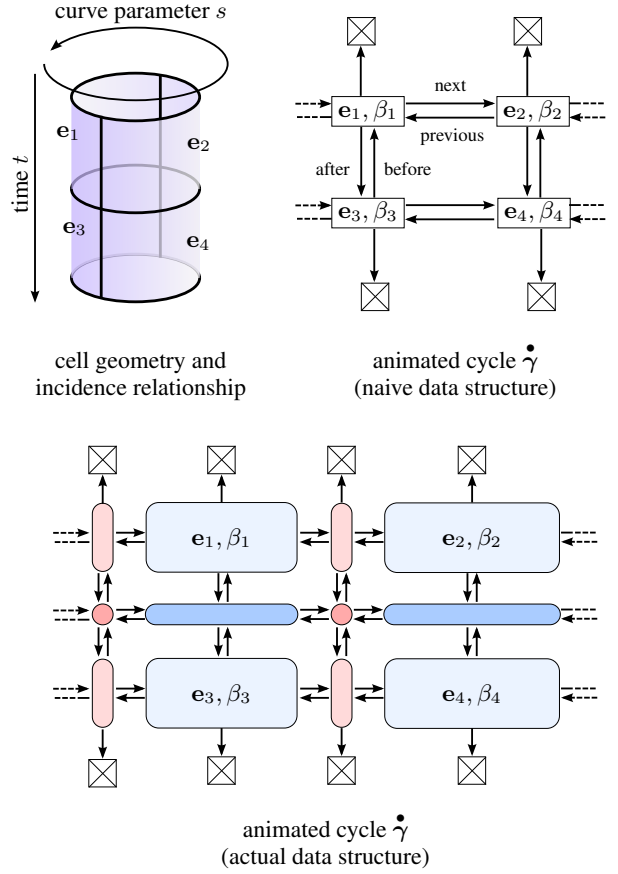 curve parameter s
time t
e₁
e₂
e₃
e₄
cell geometry and
incidence relationship
e₁, β₁
next
e₂, β₂
previous
after
before
e₃, β₃
e₄, β₄
animated cycle γ̇
(naive data structure)
e₁, β₁
e₂, β₂
e₃, β₃
e₄, β₄
animated cycle γ̇
(actual data structure)